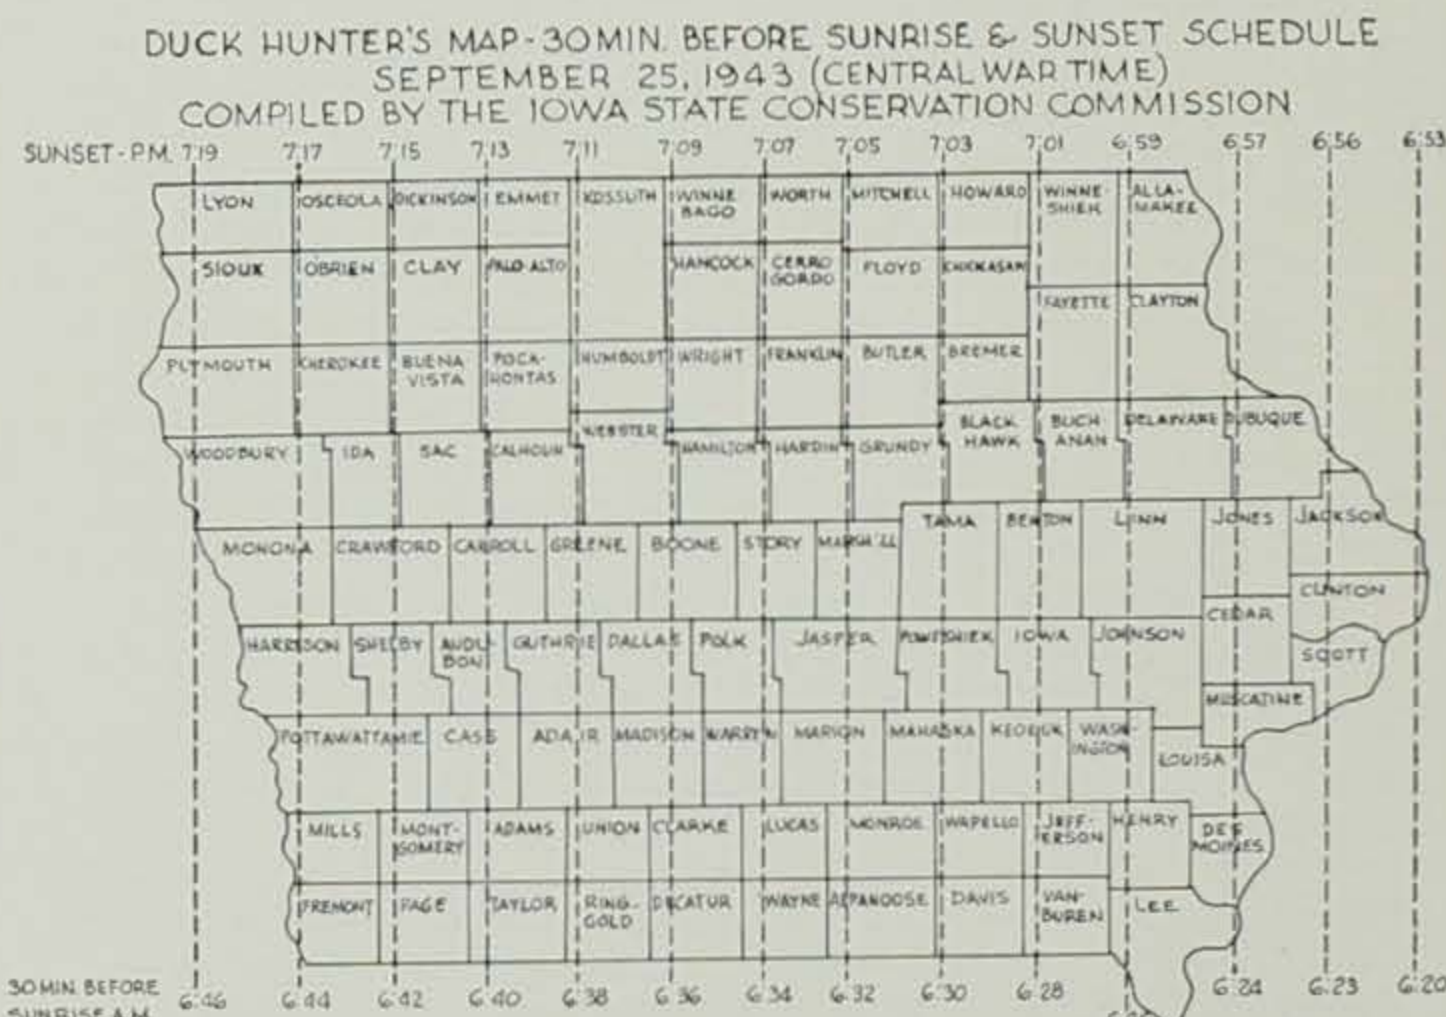 DUCK HUNTER'S MAP-30 MIN. BEFORE SUNRISE & SUNSET SCHEDULE
SEPTEMBER 25, 1943 (CENTRAL WAR TIME)
COMPILED BY THE IOWA STATE CONSERVATION COMMISSION
SUNSET-P.M. 7:19 7:17 7:15 7:13 7:11 7:09 7:07 7:05 7:03 7:01 6:59 6:57 6:56 6:53
LYON OSCEOLA DICKINSON EMMET KOSSUTH WINNE WORTH MITCHELL HOWARD WINNE- ALLA-
BAGO SHIEK MAKEE
SIOUX OBRIEN CLAY PALO-ALTO HANCOCK CERRO FLOYD CHICKASAW
GORDO
FAYETTE CLAYTON
PLYMOUTH CHEROKEE BUENA POCA- HUMBOLDT WRIGHT FRANKLIN BUTLER BREMER
VISTA HONTAS
WEBSTER BLACK BUCH DELAWARE DUBUQUE
HAWK ANAN
WOODBURY IDA SAC CALHOUN HAMILTON HARDIN GRUNDY
TAMA BENTON LINN JONES JACKSON
MONONA CRAWFORD CARROLL GREENE BOONE STORY MARSH'LL
CLINTON
CEDAR
HARRISON SHELBY AUDU- GUTHRIE DALLAS POLK JASPER POWESHIEK IOWA JOHNSON
BON
SCOTT
MUSCATINE
POTTAWATTAMIE CASS ADAIR MADISON WARREN MARION MAHASKA KEOKUK WASH-
INGTON
LOUISA
MILLS MONT- ADAMS UNION CLARKE LUCAS MONROE WAPELLO JEFF- HENRY DES
GOMERY ERSON MOINES
FREMONT PAGE TAYLOR RING- DECATUR WAYNE APPANOOSE DAVIS VAN- LEE
GOLD BUREN
30 MIN. BEFORE
SUNRISE A.M. 6:46 6:44 6:42 6:40 6:38 6:36 6:34 6:32 6:30 6:28 6:24 6:23 6:20